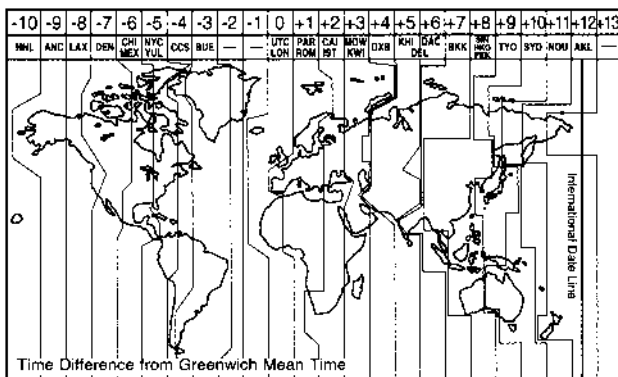 -10 -9 -8 -7 -6 -5 -4 -3 -2 -1 0 +1 +2 +3 +4 +5 +6 +7 +8 +9 +10 +11 +12 +13
HNL ANC LAX DEN CHI NYC CCS BUE — — UTC PAR CAI MOW DXB KHI DAC BKK SIN TYO SYD NOU AKL —
MEX YUL LON ROM IST KWI DEL HKG
PEK
International Date Line
Time Difference from Greenwich Mean Time